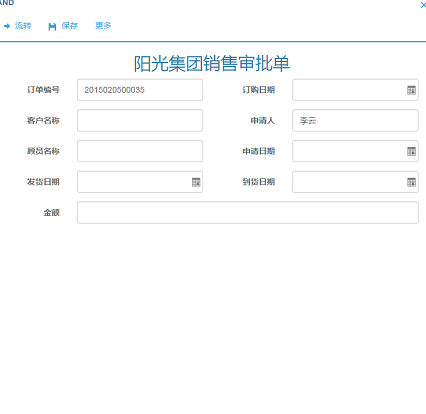 AND
流转 保存 更多
阳光集团销售审批单
订单编号 2015020500035 订购日期
客户名称 申请人 李云
顾员名称 申请日期
发货日期 到货日期
金额